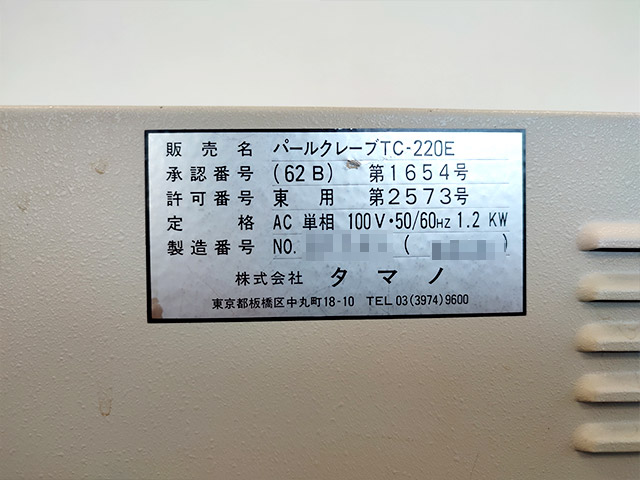 販売名 パールクレーブTC-220E
承認番号 (62B) 第1654号
許可番号 東用 第2573号
定格 AC 単相 100V・50/60Hz 1.2KW
製造番号 NO. ( )
株式会社 タマノ
東京都板橋区中丸町18-10 TEL 03(3974)9600